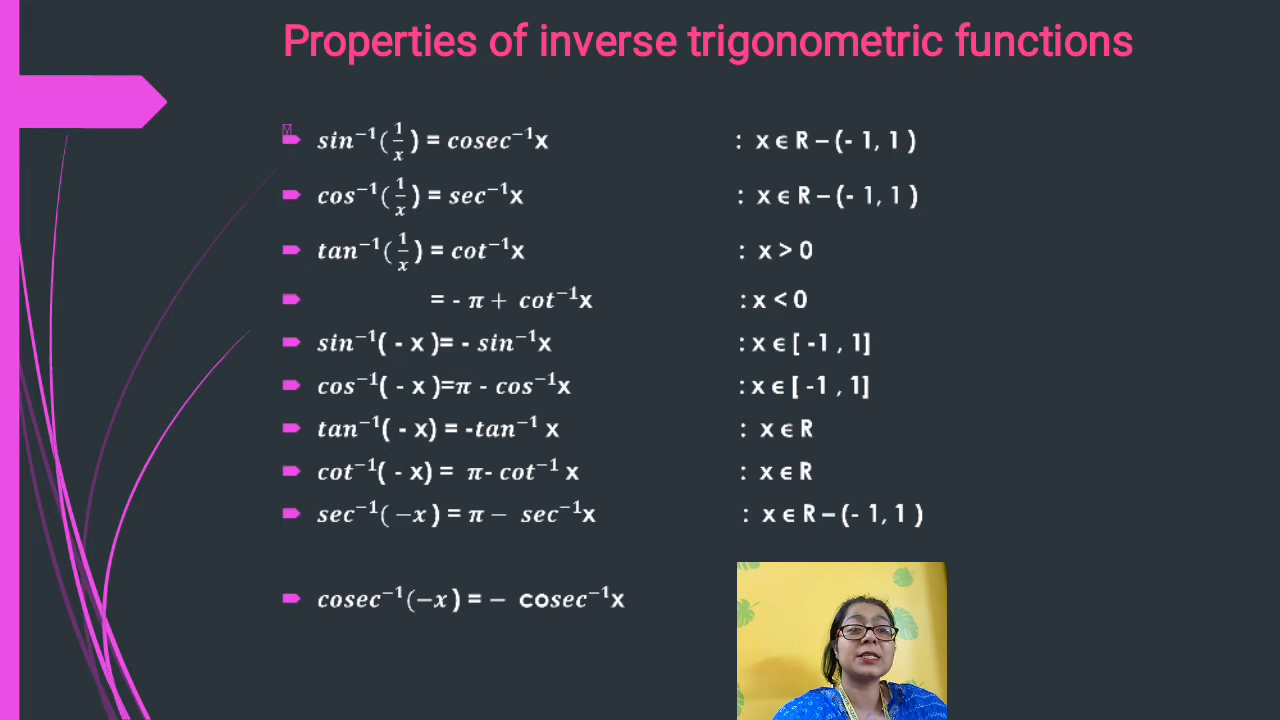 Properties of inverse trigonometric functions
sin⁻¹(1/x) = cosec⁻¹x : x ϵ R – (- 1, 1 )
cos⁻¹(1/x) = sec⁻¹x : x ϵ R – (- 1, 1 )
tan⁻¹(1/x) = cot⁻¹x : x > 0
= - π + cot⁻¹x : x < 0
sin⁻¹( - x )= - sin⁻¹x : x ϵ [ -1 , 1]
cos⁻¹( - x )=π - cos⁻¹x : x ϵ [ -1 , 1]
tan⁻¹( - x) = -tan⁻¹ x : x ϵ R
cot⁻¹( - x) = π- cot⁻¹ x : x ϵ R
sec⁻¹(−x) = π − sec⁻¹x : x ϵ R – (- 1, 1 )
cosec⁻¹(−x) = − cosec⁻¹x